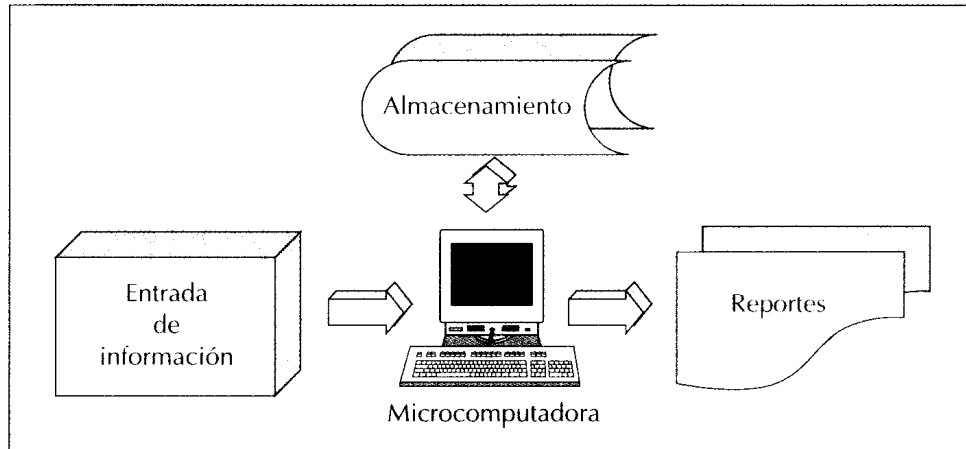 Almacenamiento
Entrada
de
información
Microcomputadora
Reportes